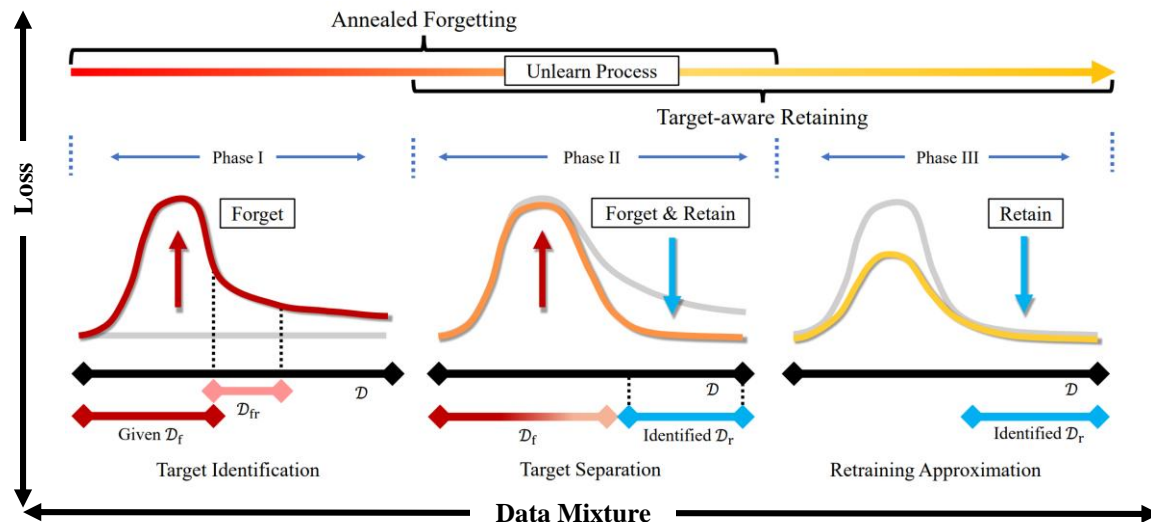 Annealed Forgetting
Unlearn Process
Target-aware Retaining
Phase I
Phase II
Phase III
Loss
Forget
Forget & Retain
Retain
𝒟
𝒟fr
Given 𝒟f
𝒟
𝒟f
Identified 𝒟r
𝒟
Identified 𝒟r
Target Identification
Target Separation
Retraining Approximation
Data Mixture